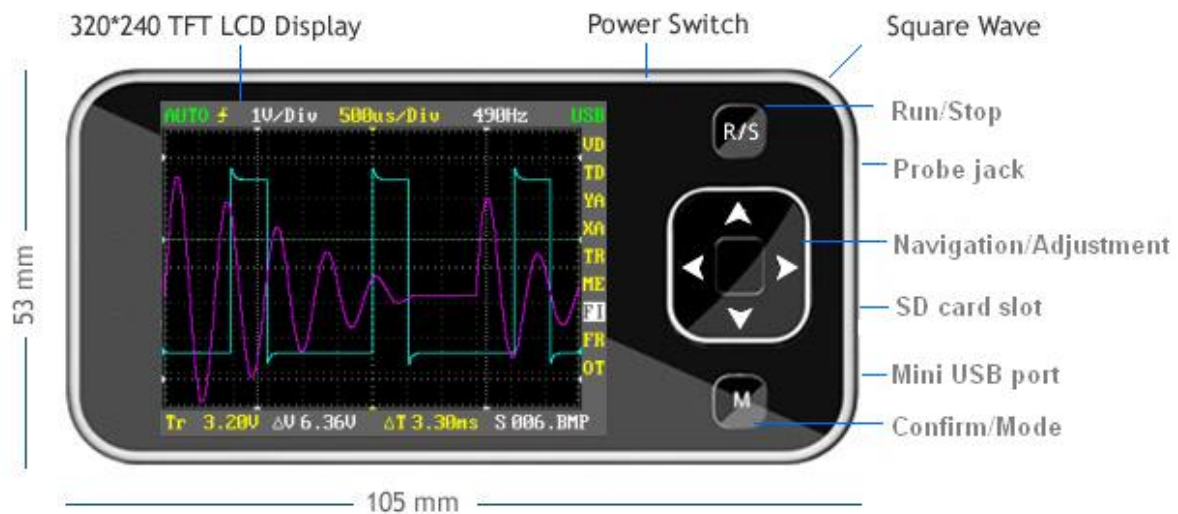 320*240 TFT LCD Display
Power Switch
Square Wave
AUTO 1V/Div 500us/Div 490Hz USB
R/S
Run/Stop
VD
TD
Probe jack
YA
XA
TR
Navigation/Adjustment
ME
FI
SD card slot
FR
OT
Mini USB port
M
Confirm/Mode
Tr 3.20V △V 6.36V △T 3.30ms S 006.BMP
53 mm
105 mm